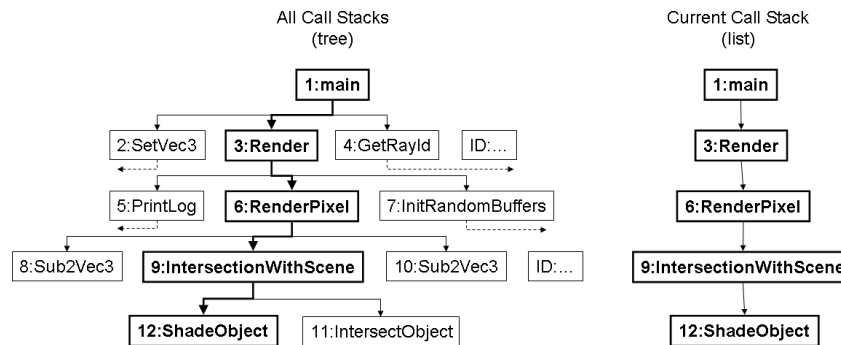 All Call Stacks
(tree)
Current Call Stack
(list)
1:main
1:main
2:SetVec3
3:Render
4:GetRayId
ID:...
3:Render
5:PrintLog
6:RenderPixel
7:InitRandomBuffers
6:RenderPixel
8:Sub2Vec3
9:IntersectionWithScene
10:Sub2Vec3
ID:...
9:IntersectionWithScene
12:ShadeObject
11:IntersectObject
12:ShadeObject